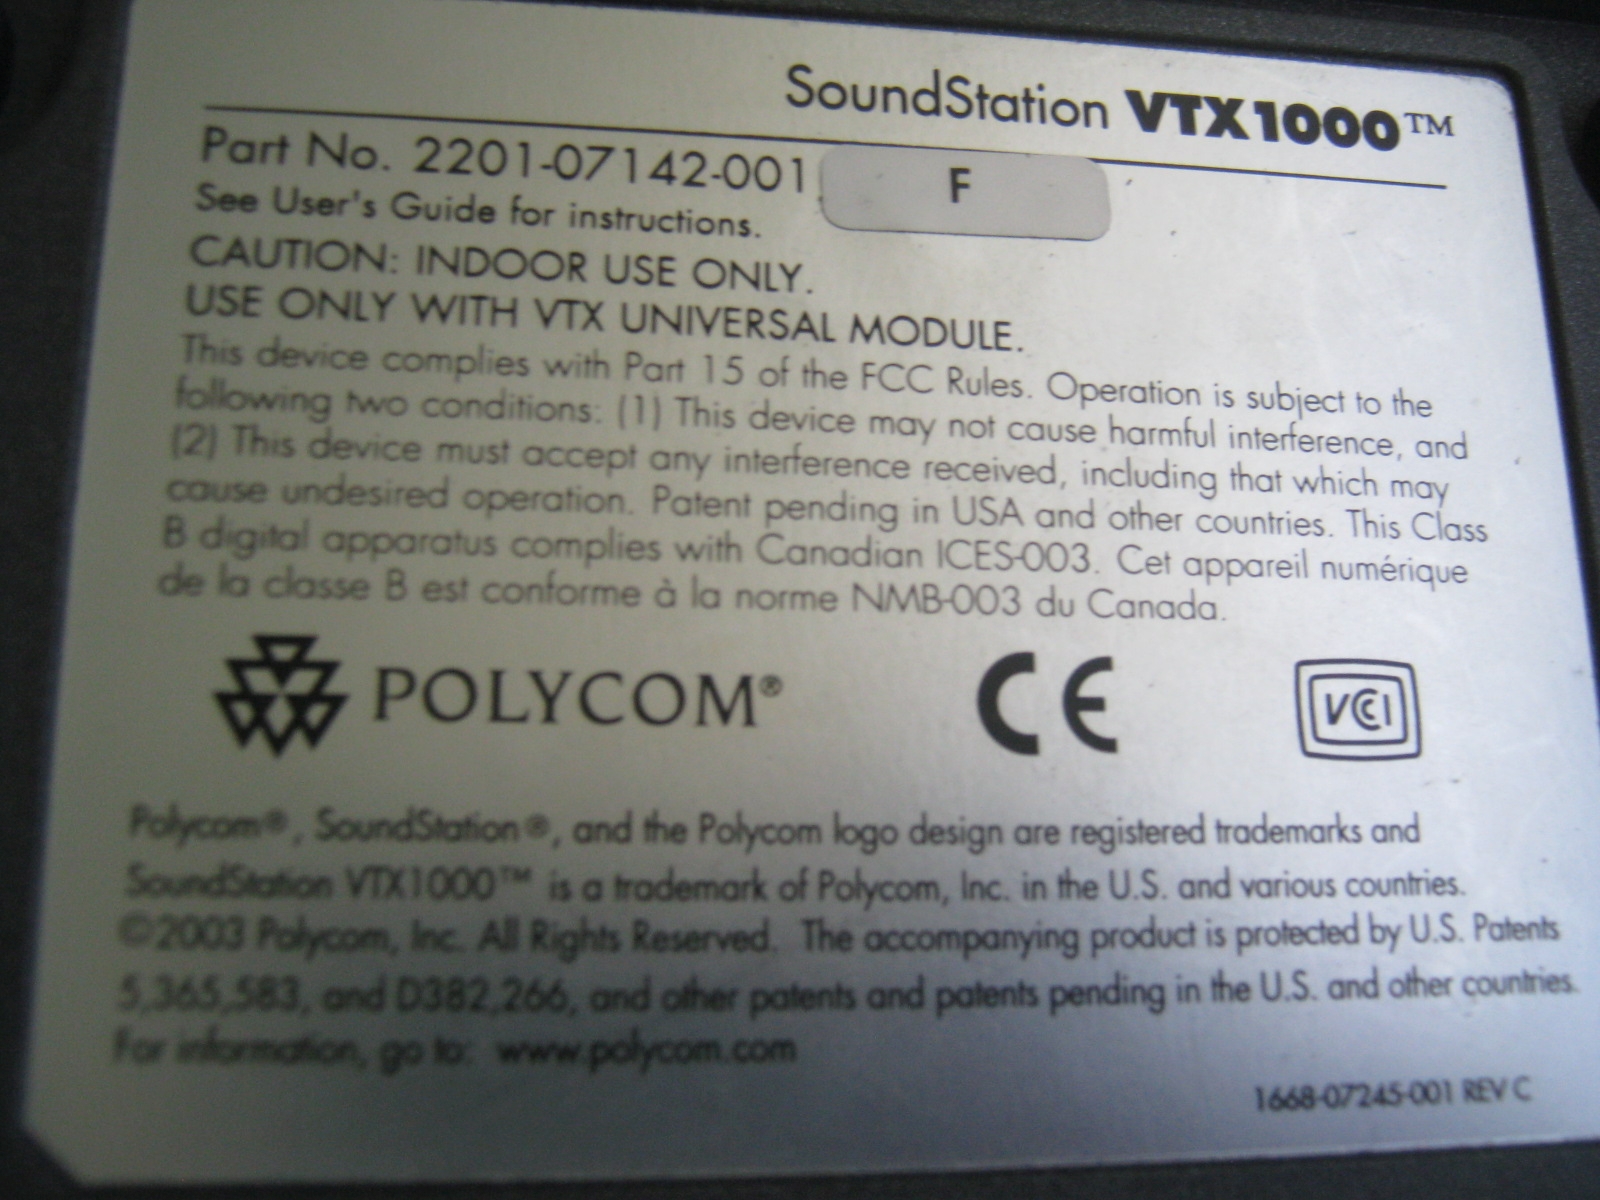 SoundStation VTX1000™
Part No. 2201-07142-001 F
See User's Guide for instructions.
CAUTION: INDOOR USE ONLY.
USE ONLY WITH VTX UNIVERSAL MODULE.
This device complies with Part 15 of the FCC Rules. Operation is subject to the
following two conditions: (1) This device may not cause harmful interference, and
(2) This device must accept any interference received, including that which may
cause undesired operation. Patent pending in USA and other countries. This Class
B digital apparatus complies with Canadian ICES-003. Cet appareil numérique
de la classe B est conforme à la norme NMB-003 du Canada.
POLYCOM® CE VCCI
Polycom®, SoundStation®, and the Polycom logo design are registered trademarks and
SoundStation VTX1000™ is a trademark of Polycom, Inc. in the U.S. and various countries.
©2003 Polycom, Inc. All Rights Reserved. The accompanying product is protected by U.S. Patents
5,365,583, and D382,266, and other patents and patents pending in the U.S. and other countries.
For information, go to: www.polycom.com
1668-07245-001 REV C